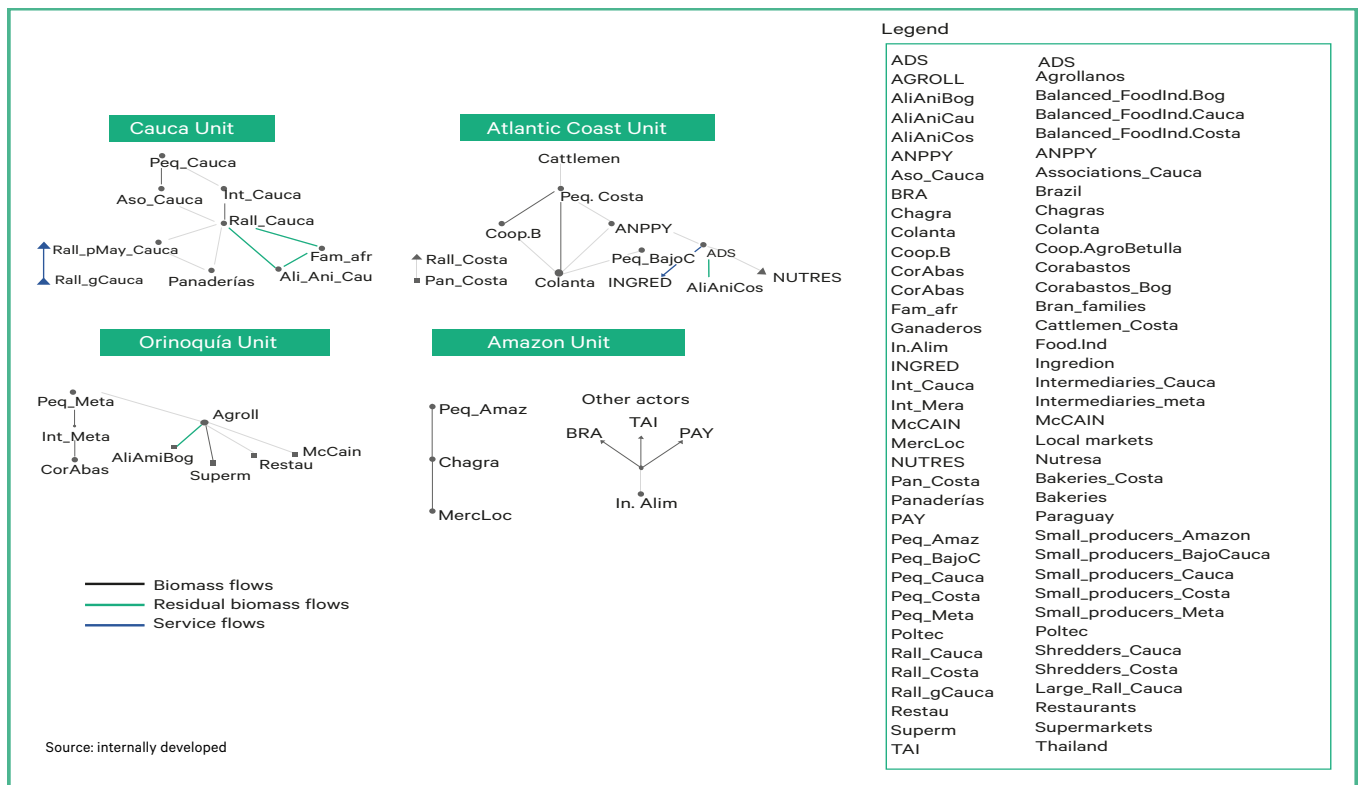 Cauca Unit
Peq_Cauca
Aso_Cauca
Int_Cauca
Rall_Cauca
Rall_pMay_Cauca
Rall_gCauca
Panaderías
Fam_afr
Ali_Ani_Cau
Atlantic Coast Unit
Cattlemen
Peq. Costa
Coop.B
ANPPY
Peq_BajoC
ADS
Rall_Costa
Pan_Costa
Colanta
INGRED
AliAniCos
NUTRES
Orinoquía Unit
Peq_Meta
Int_Meta
CorAbas
Agroll
AliAmiBog
Superm
Restau
McCain
Amazon Unit
Peq_Amaz
Chagra
MercLoc
Other actors
BRA
TAI
PAY
In. Alim
Biomass flows
Residual biomass flows
Service flows
Source: internally developed
Legend
ADS ADS
AGROLL Agrollanos
AliAniBog Balanced_FoodInd.Bog
AliAniCau Balanced_FoodInd.Cauca
AliAniCos Balanced_FoodInd.Costa
ANPPY ANPPY
Aso_Cauca Associations_Cauca
BRA Brazil
Chagra Chagras
Colanta Colanta
Coop.B Coop.AgroBetulla
CorAbas Corabastos
CorAbas Corabastos_Bog
Fam_afr Bran_families
Ganaderos Cattlemen_Costa
In.Alim Food.Ind
INGRED Ingredion
Int_Cauca Intermediaries_Cauca
Int_Mera Intermediaries_meta
McCAIN McCAIN
MercLoc Local markets
NUTRES Nutresa
Pan_Costa Bakeries_Costa
Panaderías Bakeries
PAY Paraguay
Peq_Amaz Small_producers_Amazon
Peq_BajoC Small_producers_BajoCauca
Peq_Cauca Small_producers_Cauca
Peq_Costa Small_producers_Costa
Peq_Meta Small_producers_Meta
Poltec Poltec
Rall_Cauca Shredders_Cauca
Rall_Costa Shredders_Costa
Rall_gCauca Large_Rall_Cauca
Restau Restaurants
Superm Supermarkets
TAI Thailand